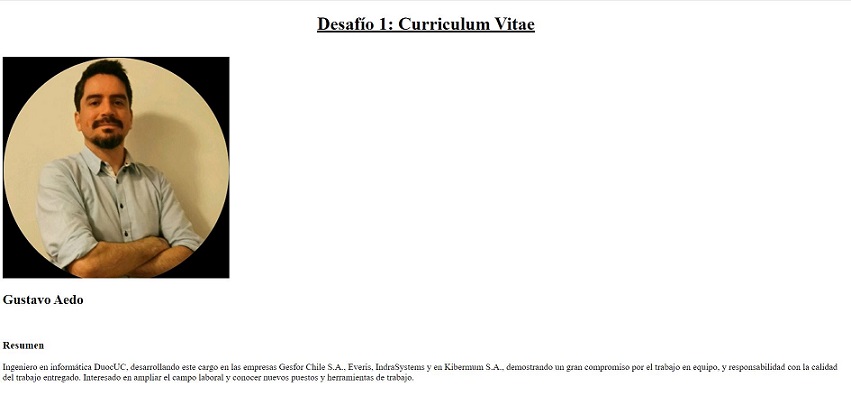 Desafío 1: Curriculum Vitae
Gustavo Aedo
Resumen
Ingeniero en informática DuocUC, desarrollando este cargo en las empresas Gesfor Chile S.A., Everis, IndraSystems y en Kibernum S.A., demostrando un gran compromiso por el trabajo en equipo, y responsabilidad con la calidad
del trabajo entregado. Interesado en ampliar el campo laboral y conocer nuevos puestos y herramientas de trabajo.